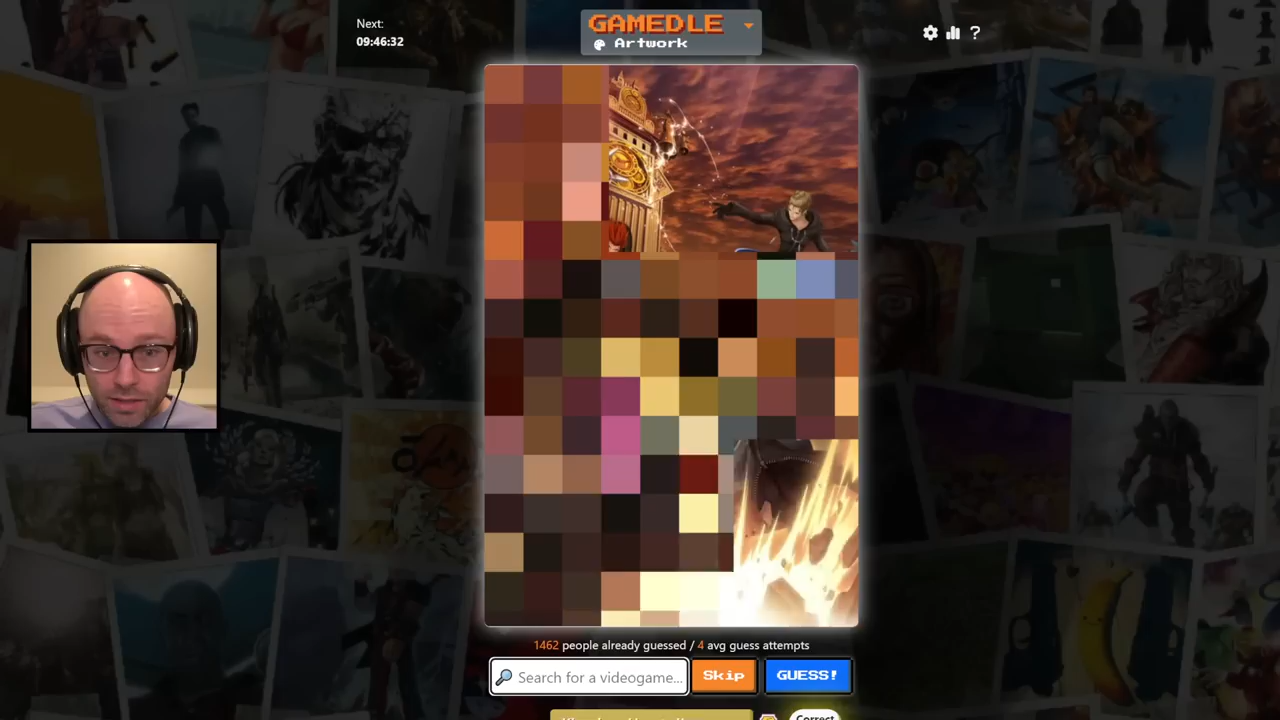 Next:
09:46:32
GAMEDLE
Artwork
?
1462 people already guessed / 4 avg guess attempts
Search for a videogame...
Skip
GUESS!
Correct